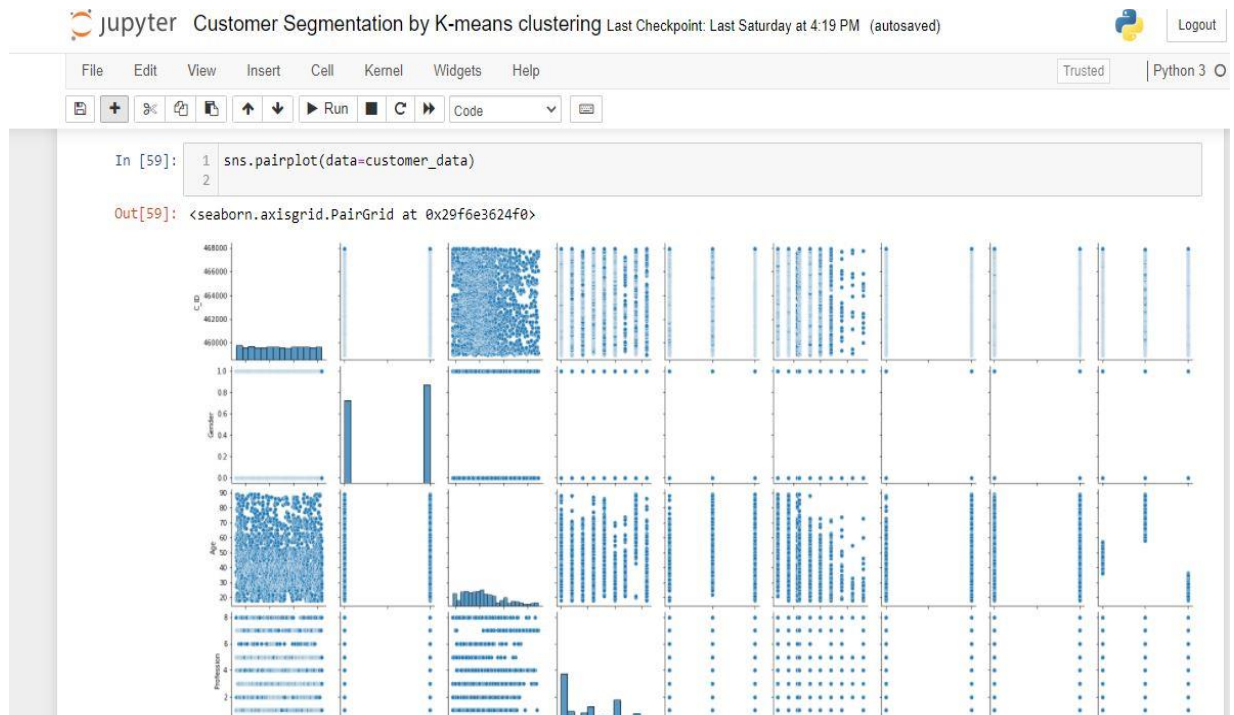 jupyter Customer Segmentation by K-means clustering Last Checkpoint: Last Saturday at 4:19 PM (autosaved) Logout
File Edit View Insert Cell Kernel Widgets Help Trusted Python 3
Run Code
In [59]: 1 sns.pairplot(data=customer_data)
2
Out[59]: <seaborn.axisgrid.PairGrid at 0x29f6e3624f0>
468000
466000
464000
462000
460000
C_ID
1.0
0.8
0.6
0.4
0.2
0.0
Gender
90
80
70
60
50
40
30
20
Age
8
6
4
2
Profession